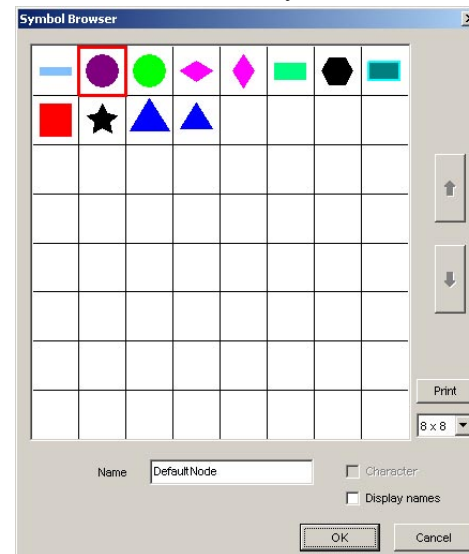 Symbol Browser
Print
8 x 8
Name DefaultNode
Character
Display names
OK Cancel